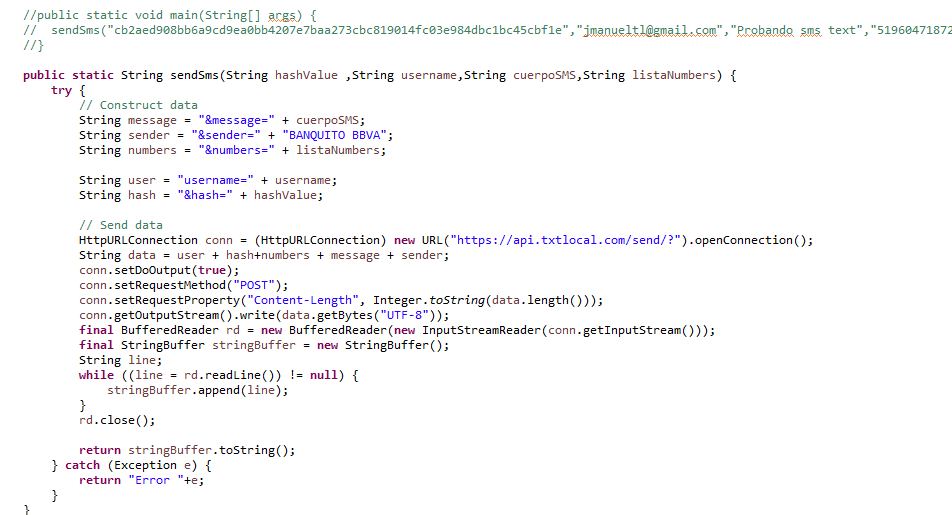 //public static void main(String[] args) {
//  sendSms("cb2aed908bb6a9cd9ea0bb4207e7baa273cbc819014fc03e984dbc1bc45cbf1e","jmanueltl@gmail.com","Probando sms text","51960471872
//}
public static String sendSms(String hashValue ,String username,String cuerpoSMS,String listaNumbers) {
    try {
        // Construct data
        String message = "&message=" + cuerpoSMS;
        String sender = "&sender=" + "BANQUITO BBVA";
        String numbers = "&numbers=" + listaNumbers;
        String user = "username=" + username;
        String hash = "&hash=" + hashValue;
        // Send data
        HttpURLConnection conn = (HttpURLConnection) new URL("https://api.txtlocal.com/send/?").openConnection();
        String data = user + hash+numbers + message + sender;
        conn.setDoOutput(true);
        conn.setRequestMethod("POST");
        conn.setRequestProperty("Content-Length", Integer.toString(data.length()));
        conn.getOutputStream().write(data.getBytes("UTF-8"));
        final BufferedReader rd = new BufferedReader(new InputStreamReader(conn.getInputStream()));
        final StringBuffer stringBuffer = new StringBuffer();
        String line;
        while ((line = rd.readLine()) != null) {
            stringBuffer.append(line);
        }
        rd.close();
        return stringBuffer.toString();
    } catch (Exception e) {
        return "Error "+e;
    }
}